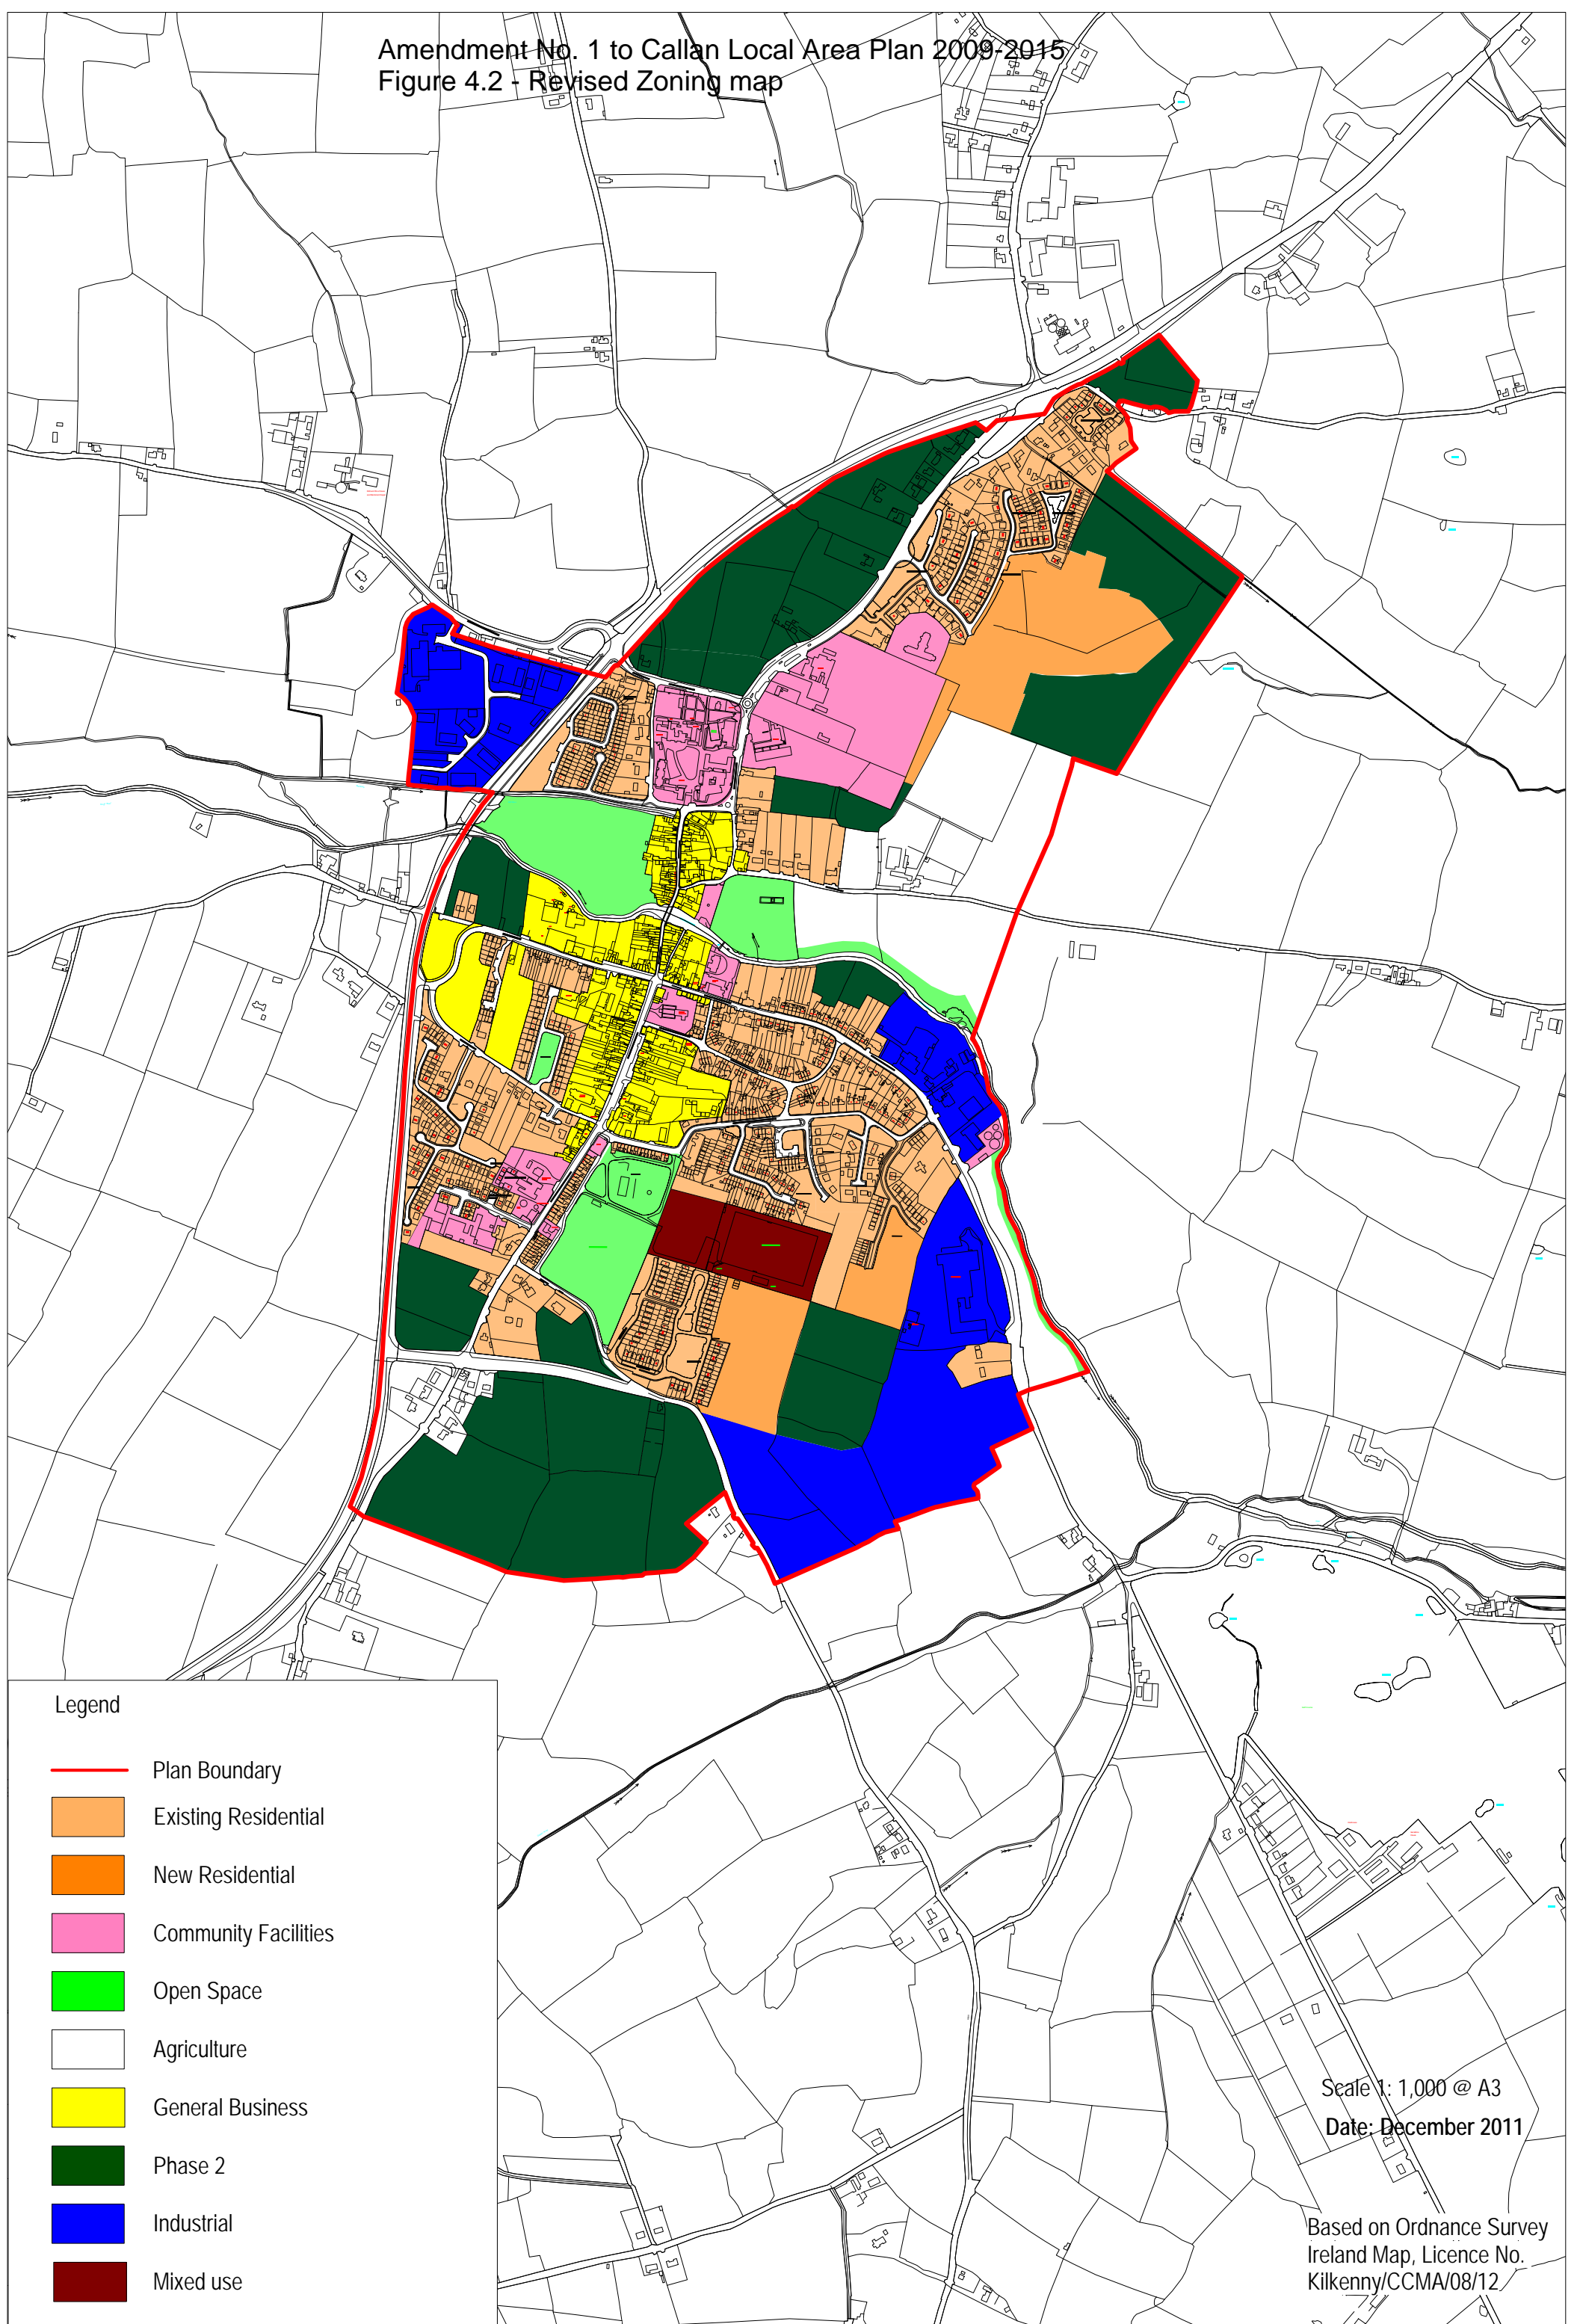 Amendment No. 1 to Callan Local Area Plan 2009-2015
Figure 4.2 - Revised Zoning map
Legend
Plan Boundary
Existing Residential
New Residential
Community Facilities
Open Space
Agriculture
General Business
Phase 2
Industrial
Mixed use
Scale 1: 1,000 @ A3
Date: December 2011
Based on Ordnance Survey
Ireland Map, Licence No.
Kilkenny/CCMA/08/12